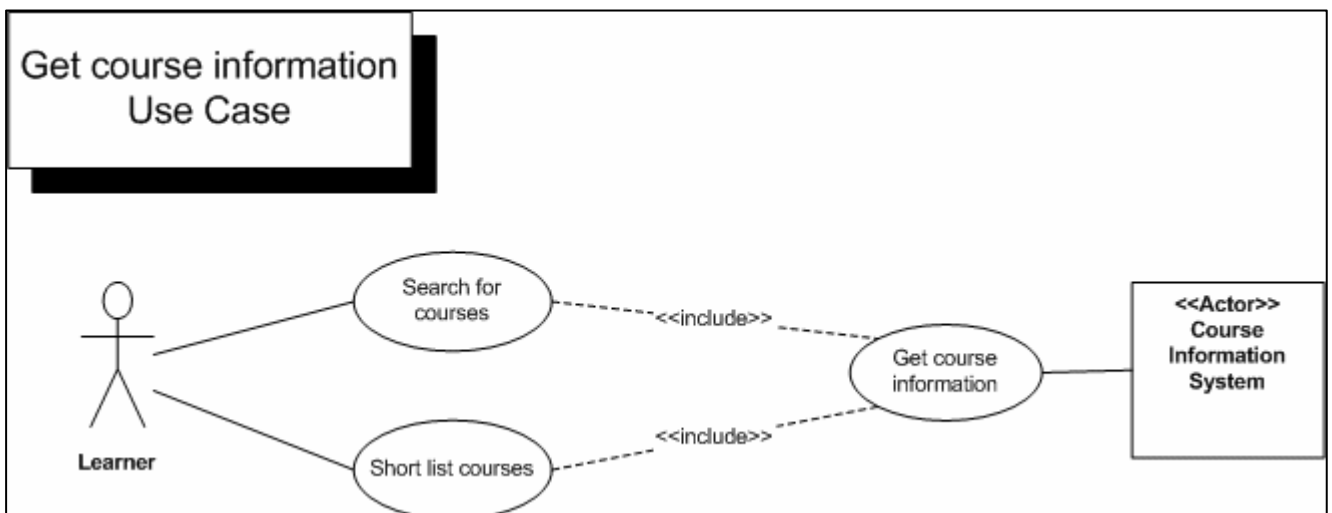 Get course information
Use Case
Search for
courses
<<include>>
<<Actor>>
Course
Information
System
Get course
information
<<include>>
Learner
Short list courses